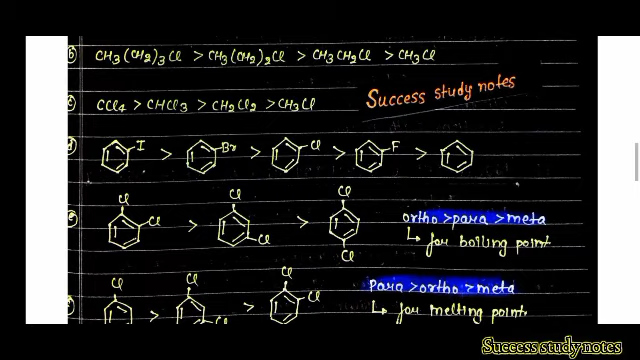 b) CH3(CH2)3Cl > CH3(CH2)2Cl > CH3CH2Cl > CH3Cl
Success study notes
c) CCl4 > CHCl3 > CH2Cl2 > CH3Cl
d) I > Br > Cl > F >
e) Cl Cl > Cl Cl > Cl Cl
ortho > para > meta
↳ for boiling point
Cl > Cl Cl > Cl Cl
para > ortho > meta
↳ for melting point
Success study notes